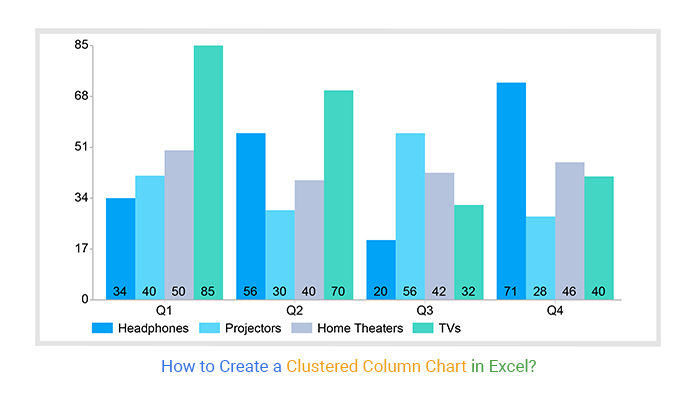 85
68
51
34
17
0
34 40 50 85 56 30 40 70 20 56 42 32 71 28 46 40
Q1 Q2 Q3 Q4
Headphones Projectors Home Theaters TVs
How to Create a Clustered Column Chart in Excel?